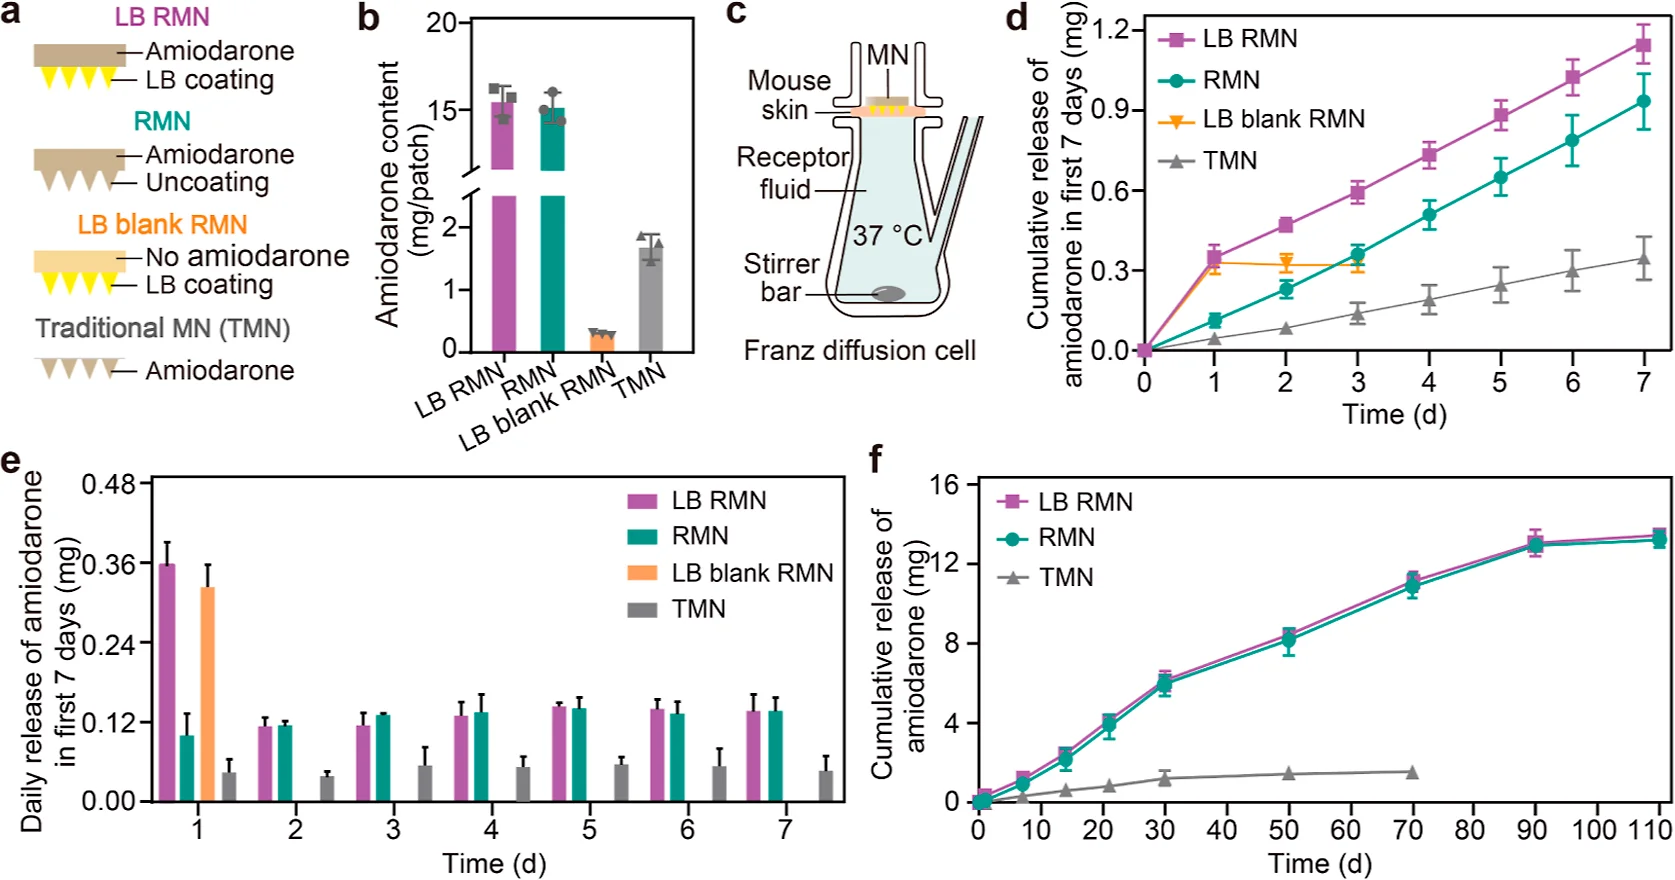 a
LB RMN
Amiodarone
LB coating
RMN
Amiodarone
Uncoating
LB blank RMN
No amiodarone
LB coating
Traditional MN (TMN)
Amiodarone
b
Amiodarone content
(mg/patch)
20
15
2
1
0
LB RMN
RMN
LB blank RMN
TMN
c
MN
Mouse
skin
Receptor
fluid
37 °C
Stirrer
bar
Franz diffusion cell
d
Cumulative release of
amiodarone in first 7 days (mg)
1.2
0.9
0.6
0.3
0.0
LB RMN
RMN
LB blank RMN
TMN
0 1 2 3 4 5 6 7
Time (d)
e
Daily release of amiodarone
in first 7 days (mg)
0.48
0.36
0.24
0.12
0.00
LB RMN
RMN
LB blank RMN
TMN
1 2 3 4 5 6 7
Time (d)
f
Cumulative release of
amiodarone (mg)
16
12
8
4
0
LB RMN
RMN
TMN
0 10 20 30 40 50 60 70 80 90 100 110
Time (d)